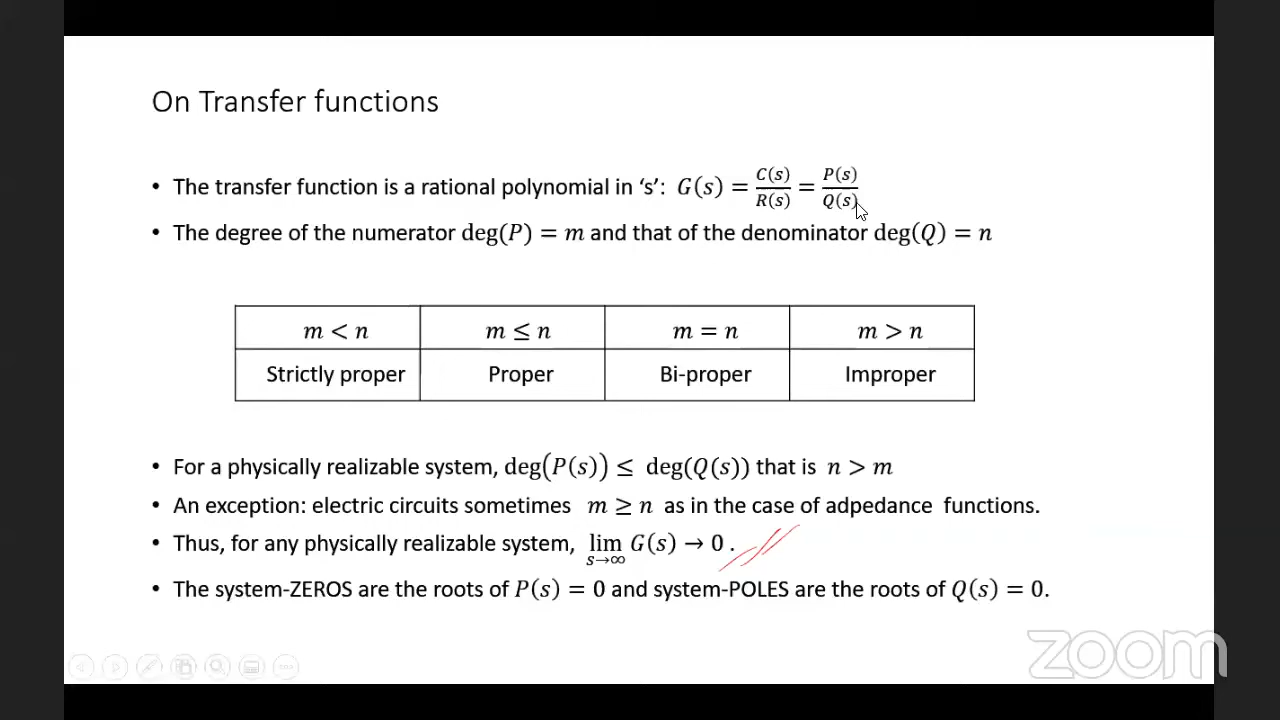 On Transfer functions
• The transfer function is a rational polynomial in ‘s’: G(s) = C(s)/R(s) = P(s)/Q(s)
• The degree of the numerator deg(P) = m and that of the denominator deg(Q) = n
m < n m ≤ n m = n m > n
Strictly proper Proper Bi-proper Improper
• For a physically realizable system, deg(P(s)) ≤ deg(Q(s)) that is n > m
• An exception: electric circuits sometimes m ≥ n as in the case of adpedance functions.
• Thus, for any physically realizable system, lim s→∞ G(s) → 0 .
• The system-ZEROS are the roots of P(s) = 0 and system-POLES are the roots of Q(s) = 0.
zoom